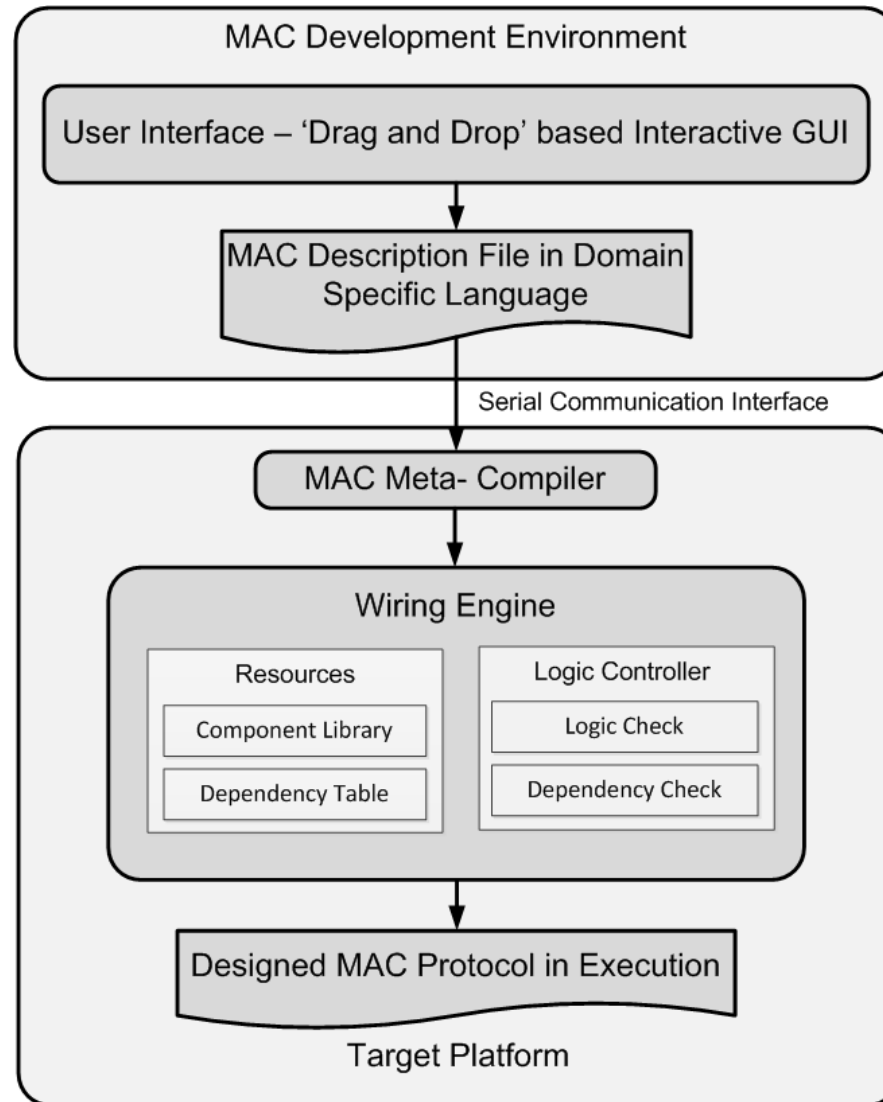 MAC Development Environment
User Interface – ‘Drag and Drop’ based Interactive GUI
MAC Description File in Domain
Specific Language
Serial Communication Interface
MAC Meta- Compiler
Wiring Engine
Resources
Component Library
Dependency Table
Logic Controller
Logic Check
Dependency Check
Designed MAC Protocol in Execution
Target Platform